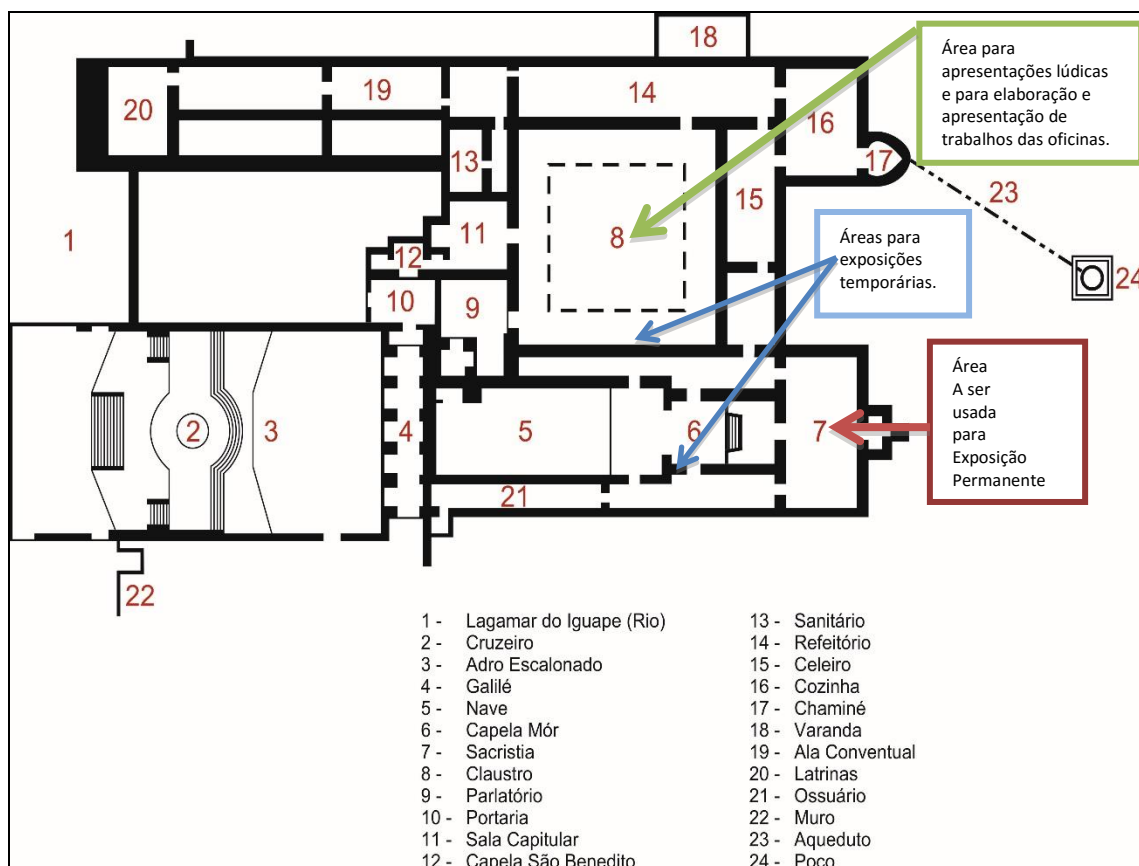 18
Área para
apresentações lúdicas
e para elaboração e
apresentação de
trabalhos das oficinas.
20
19
14
16
13
17
15
23
1
11
8
12
Áreas para
exposições
temporárias.
24
10
9
2
3
4
5
6
7
Área
A ser
usada
para
Exposição
Permanente
21
22
1 - Lagamar do Iguape (Rio)
2 - Cruzeiro
3 - Adro Escalonado
4 - Galilé
5 - Nave
6 - Capela Mór
7 - Sacristia
8 - Claustro
9 - Parlatório
10 - Portaria
11 - Sala Capitular
12 - Capela São Benedito
13 - Sanitário
14 - Refeitório
15 - Celeiro
16 - Cozinha
17 - Chaminé
18 - Varanda
19 - Ala Conventual
20 - Latrinas
21 - Ossuário
22 - Muro
23 - Aqueduto
24 - Poço